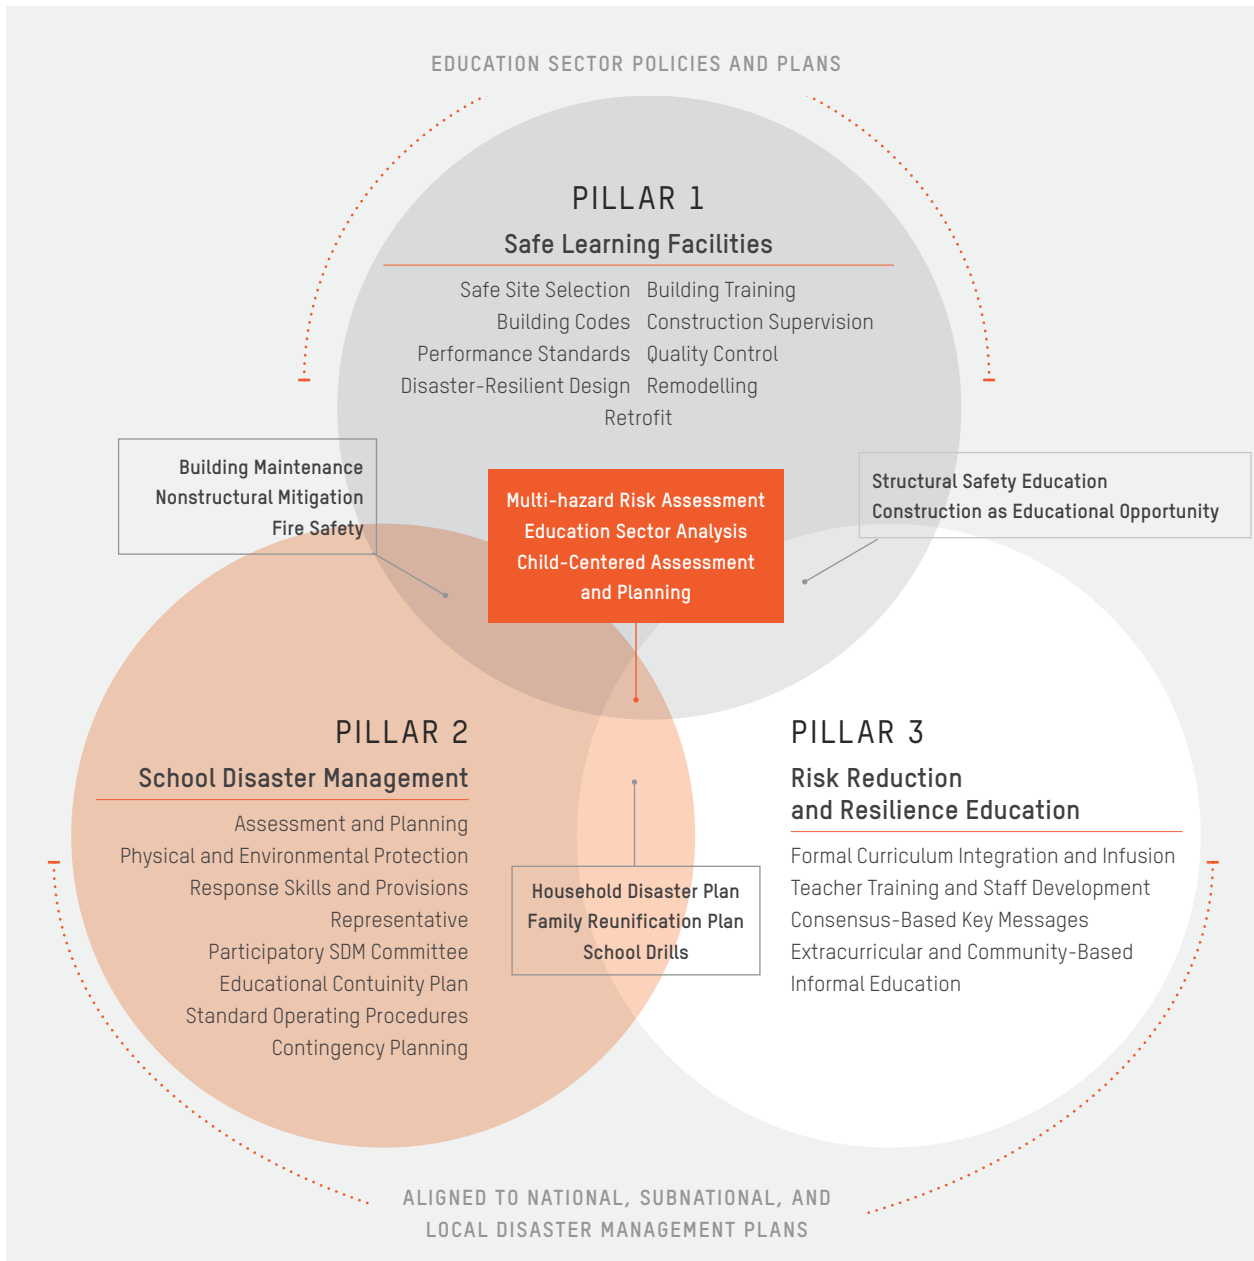 EDUCATION SECTOR POLICIES AND PLANS
PILLAR 1
Safe Learning Facilities
Safe Site Selection Building Training
Building Codes Construction Supervision
Performance Standards Quality Control
Disaster-Resilient Design Remodelling
Retrofit
Building Maintenance
Nonstructural Mitigation
Fire Safety
Multi-hazard Risk Assessment
Education Sector Analysis
Child-Centered Assessment
and Planning
Structural Safety Education
Construction as Educational Opportunity
PILLAR 2
School Disaster Management
Assessment and Planning
Physical and Environmental Protection
Response Skills and Provisions
Representative
Participatory SDM Committee
Educational Contuinity Plan
Standard Operating Procedures
Contingency Planning
Household Disaster Plan
Family Reunification Plan
School Drills
PILLAR 3
Risk Reduction
and Resilience Education
Formal Curriculum Integration and Infusion
Teacher Training and Staff Development
Consensus-Based Key Messages
Extracurricular and Community-Based
Informal Education
ALIGNED TO NATIONAL, SUBNATIONAL, AND
LOCAL DISASTER MANAGEMENT PLANS